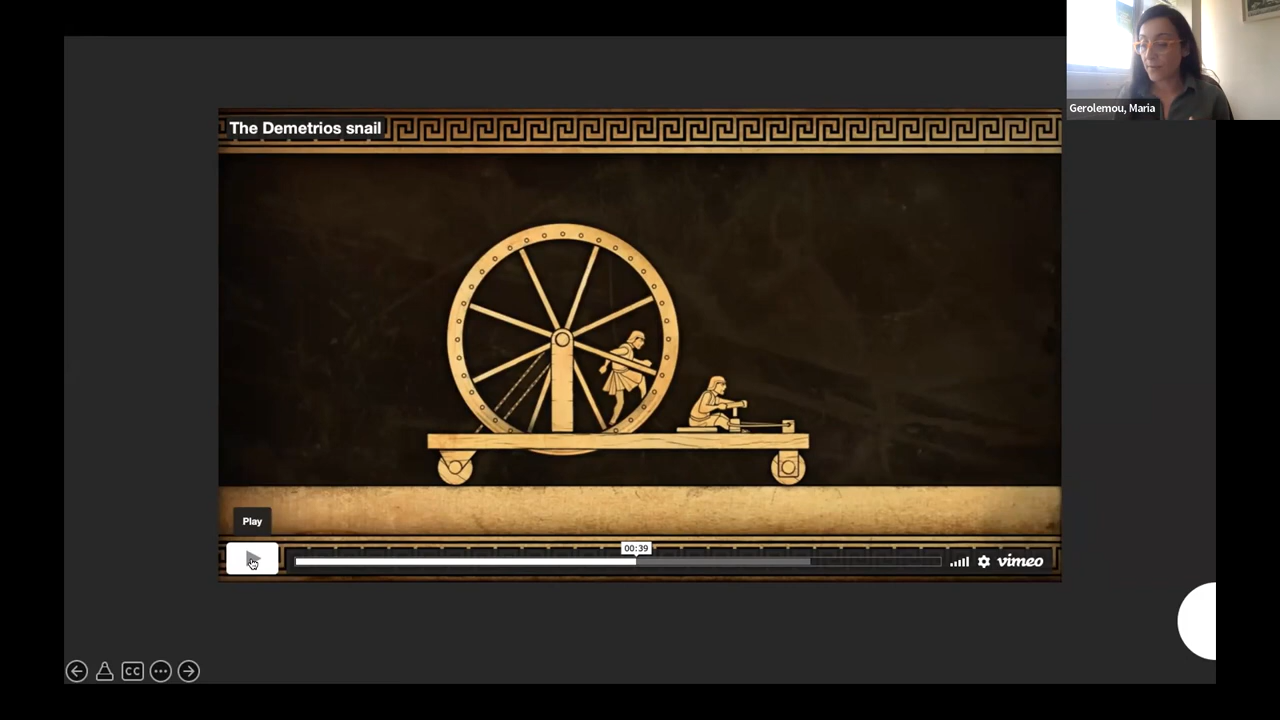 Gerolemou, Maria
The Demetrios snail
Play
00:39
vimeo
CC